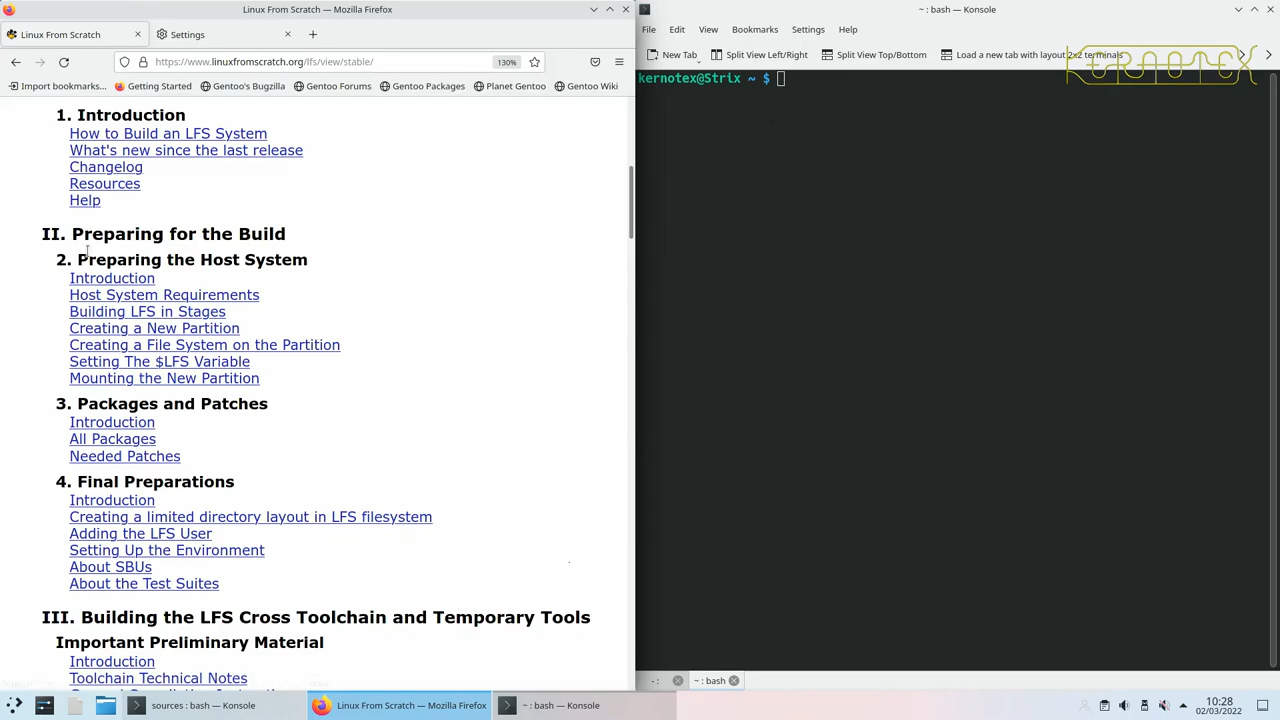 Linux From Scratch — Mozilla Firefox
Linux From Scratch
Settings
https://www.linuxfromscratch.org/lfs/view/stable/
130%
Import bookmarks...
Getting Started
Gentoo's Bugzilla
Gentoo Forums
Gentoo Packages
Planet Gentoo
Gentoo Wiki
1. Introduction
How to Build an LFS System
What's new since the last release
Changelog
Resources
Help
II. Preparing for the Build
2. Preparing the Host System
Introduction
Host System Requirements
Building LFS in Stages
Creating a New Partition
Creating a File System on the Partition
Setting The $LFS Variable
Mounting the New Partition
3. Packages and Patches
Introduction
All Packages
Needed Patches
4. Final Preparations
Introduction
Creating a limited directory layout in LFS filesystem
Adding the LFS User
Setting Up the Environment
About SBUs
About the Test Suites
III. Building the LFS Cross Toolchain and Temporary Tools
Important Preliminary Material
Introduction
Toolchain Technical Notes
~ : bash — Konsole
File Edit View Bookmarks Settings Help
New Tab
Split View Left/Right
Split View Top/Bottom
Load a new tab with layout 2x2 terminals
KERNOTEX
kernotex@Strix ~ $
- :
~ : bash
sources : bash — Konsole
Linux From Scratch — Mozilla Firefox
~ : bash — Konsole
10:28
02/03/2022